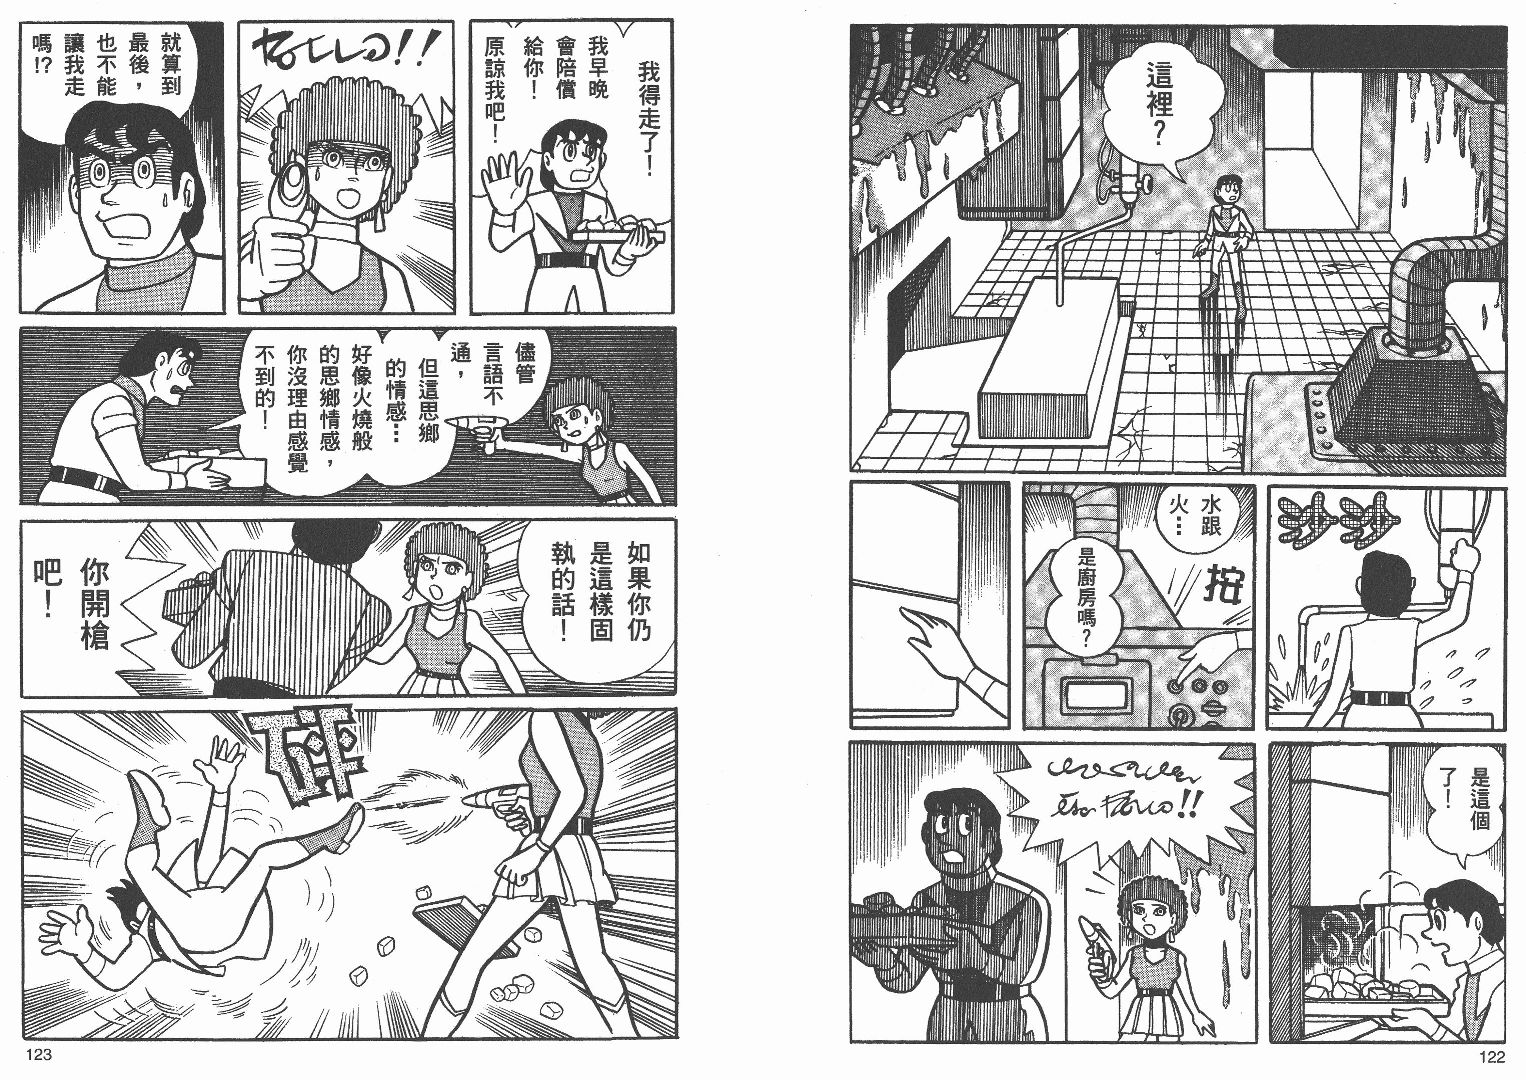 這裡？
水跟
火…
是廚房嗎？
按
是這個
了！
122
我得走了！
我早晚
會陪償
給你！
原諒我吧！
就算到
最後，
也不能
讓我走
嗎!?
儘管
言語不
通，
但這思鄉
的情感…
好像火燒般
的思鄉情感，
你沒理由感覺
不到的！
如果你仍
是這樣固
執的話！
你開槍
吧！
砰
123